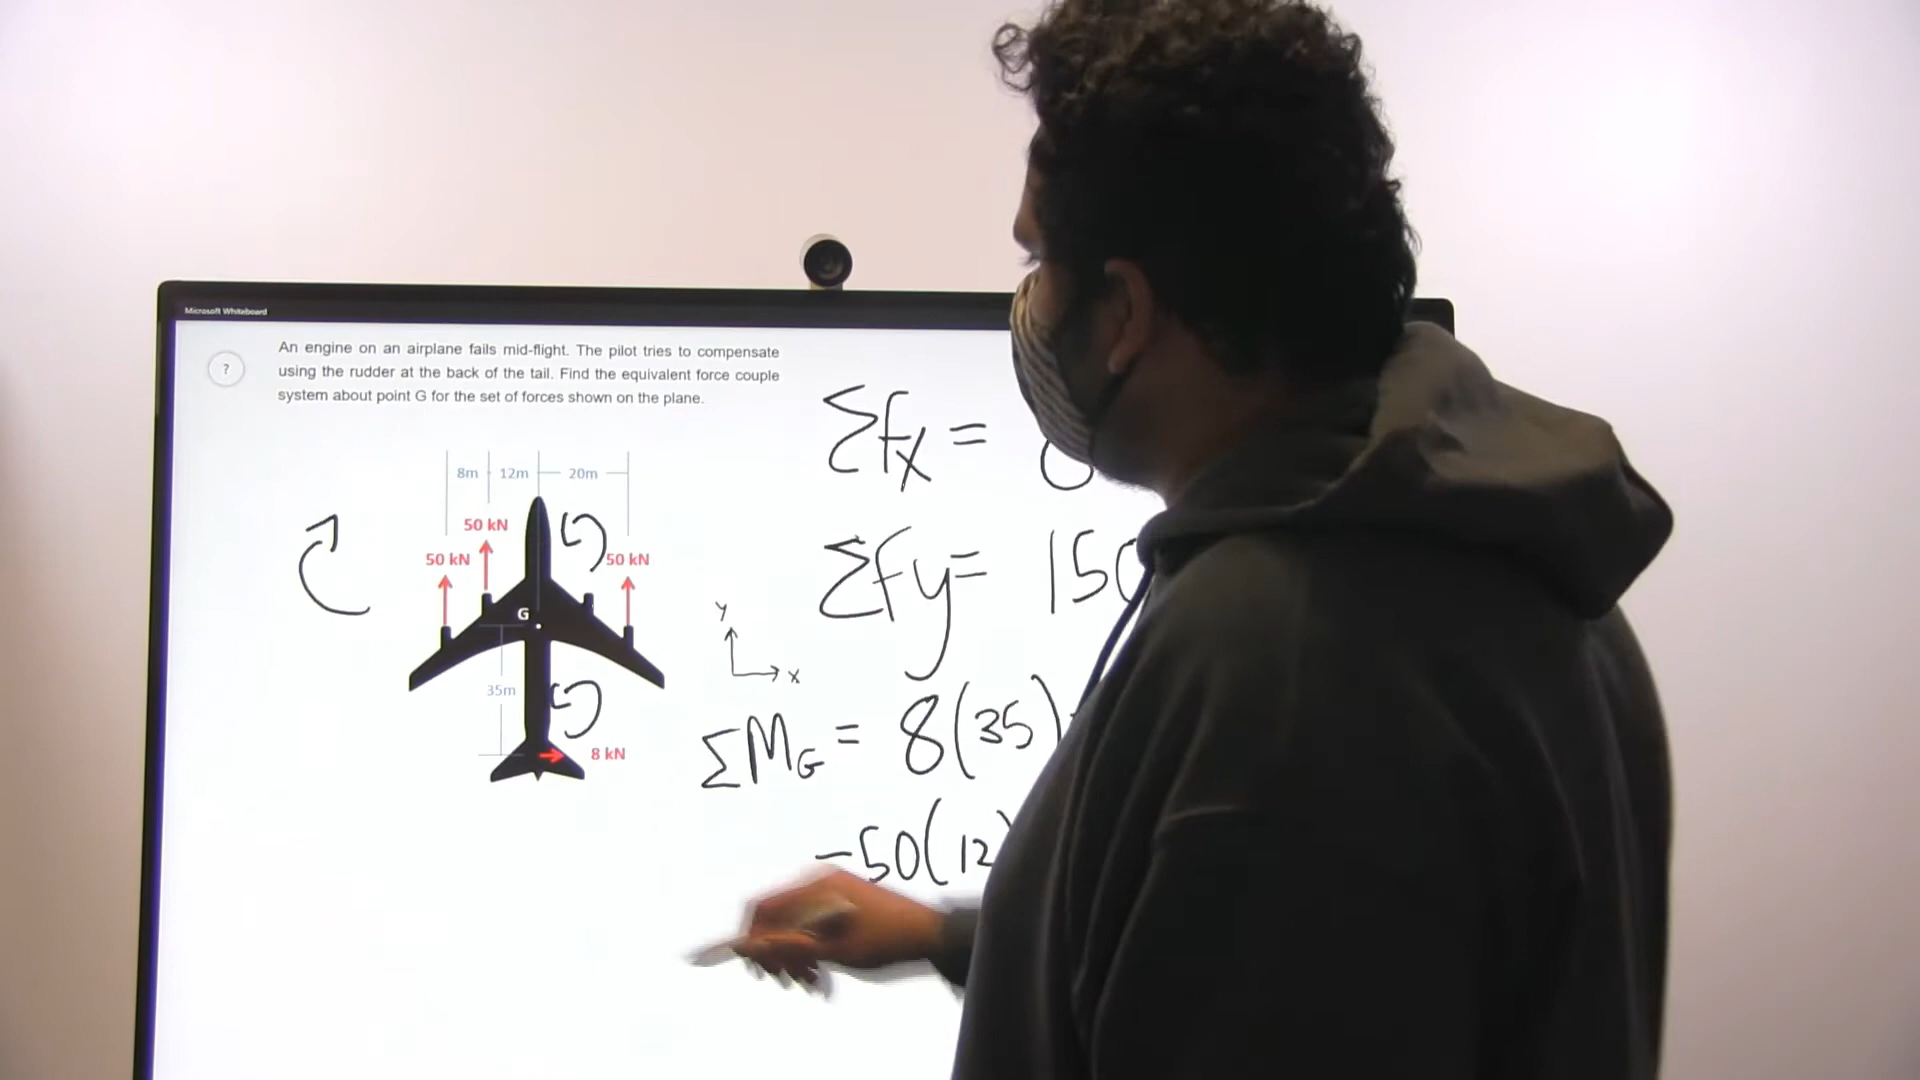 Microsoft Whiteboard
?
An engine on an airplane fails mid-flight. The pilot tries to compensate
using the rudder at the back of the tail. Find the equivalent force couple
system about point G for the set of forces shown on the plane.
8m 12m 20m
50 kN
50 kN
50 kN
G
35m
8 kN
y
x
Σfx =
Σfy= 150
ΣMG = 8(35)
-50(12)